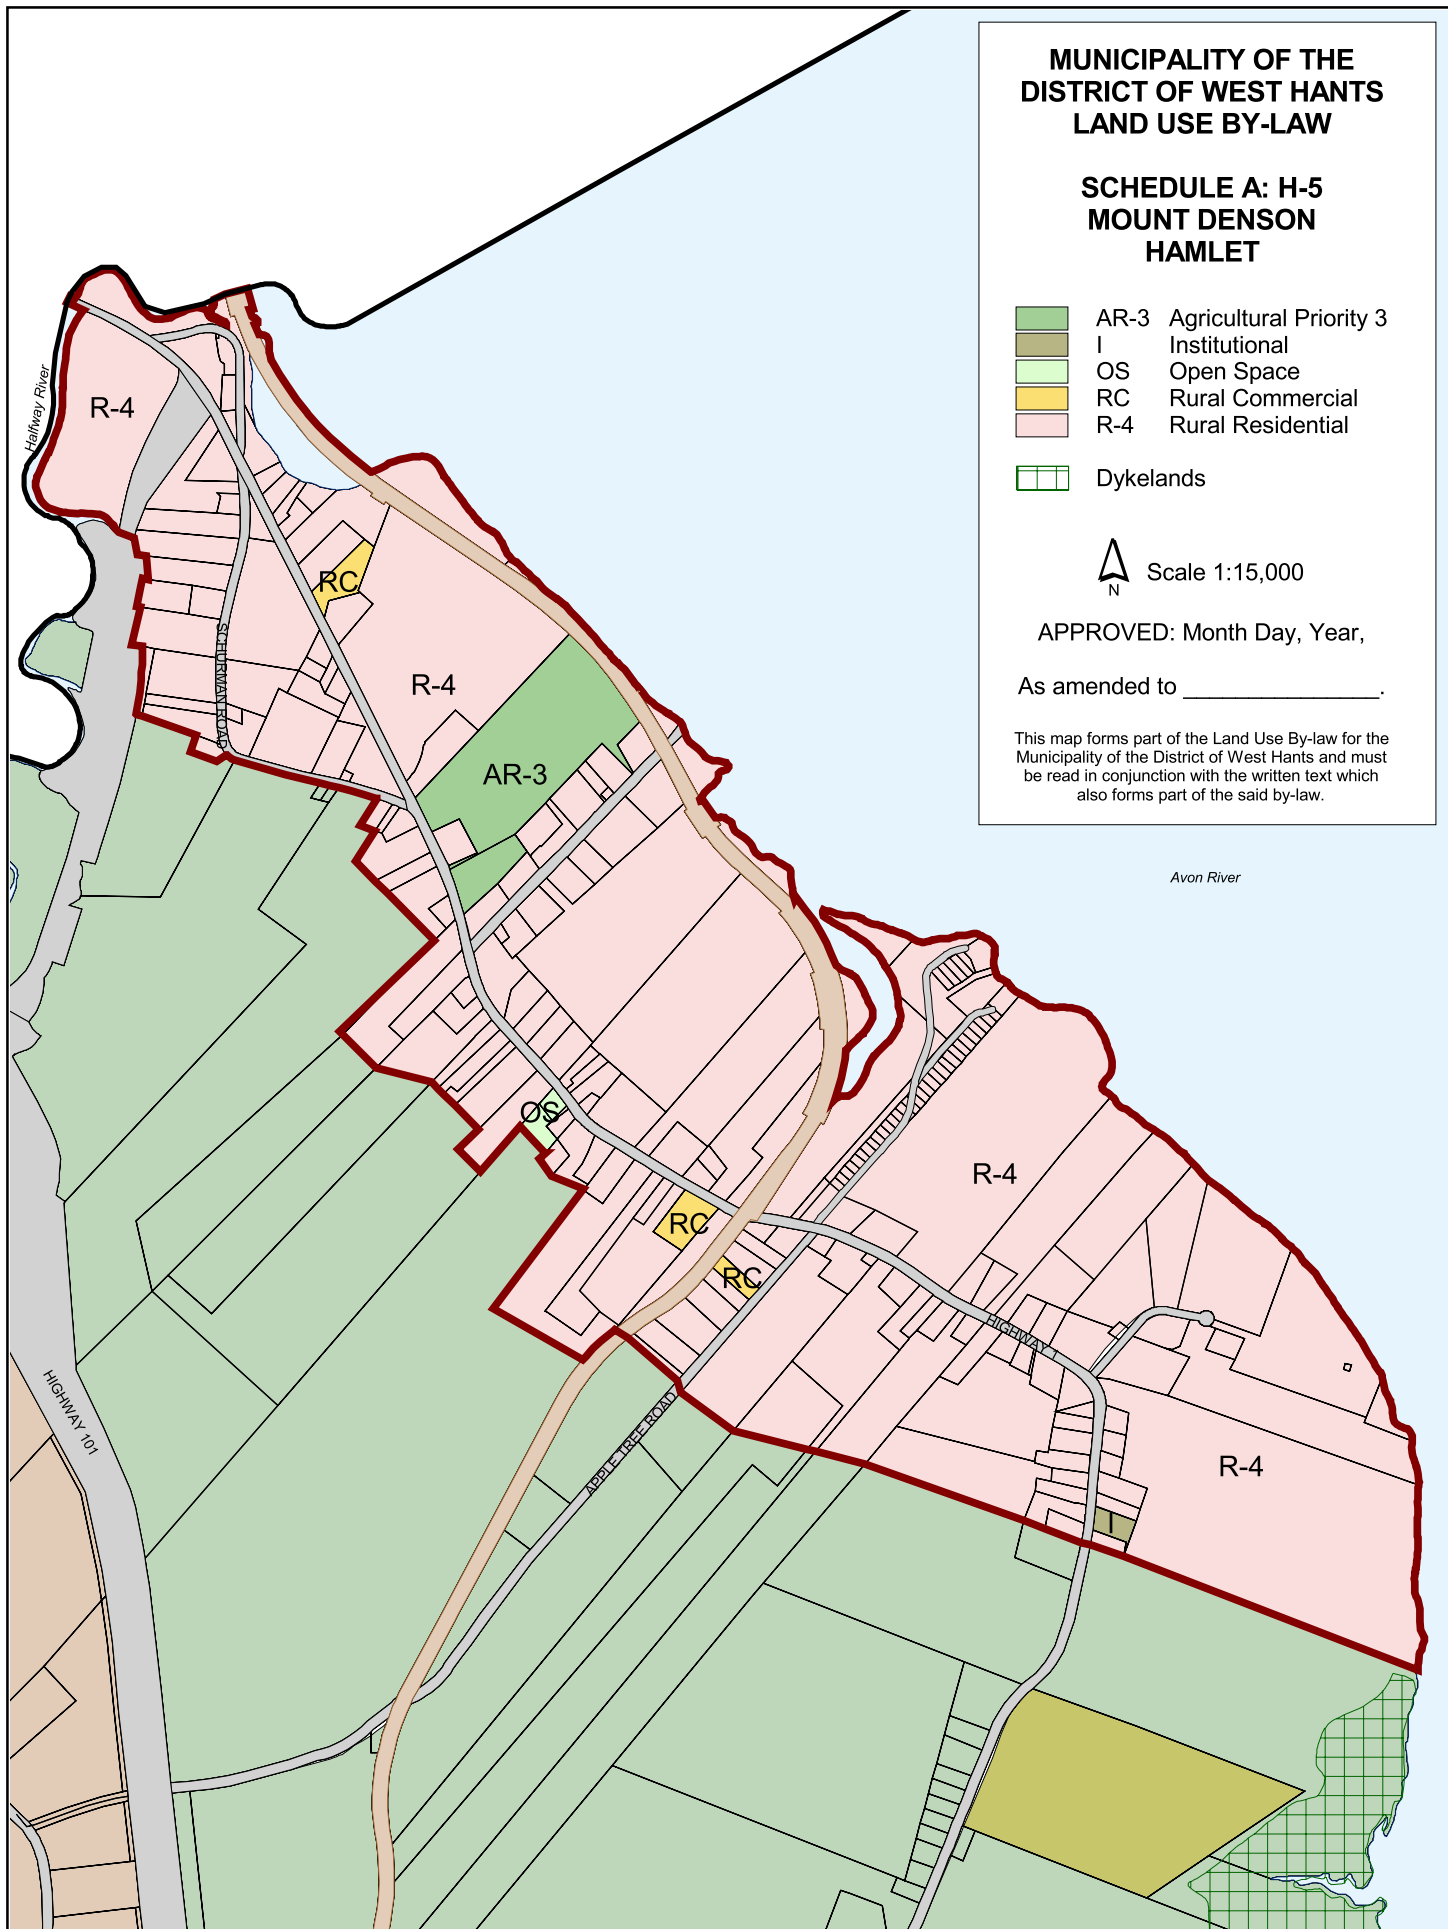 MUNICIPALITY OF THE
DISTRICT OF WEST HANTS
LAND USE BY-LAW
SCHEDULE A: H-5
MOUNT DENSON
HAMLET
AR-3 Agricultural Priority 3
I Institutional
OS Open Space
RC Rural Commercial
R-4 Rural Residential
Dykelands
N
Scale 1:15,000
APPROVED: Month Day, Year,
As amended to _______________.
This map forms part of the Land Use By-law for the
Municipality of the District of West Hants and must
be read in conjunction with the written text which
also forms part of the said by-law.
Halfway River
R-4
RC
SCHURMAN ROAD
R-4
AR-3
Avon River
OS
R-4
RC
RC
HIGHWAY 1
HIGHWAY 101
APPLE TREE ROAD
R-4
I